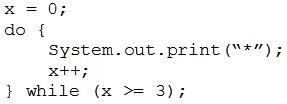 x = 0;
do {
     System.out.print(“*”);
     x++;
} while (x >= 3);